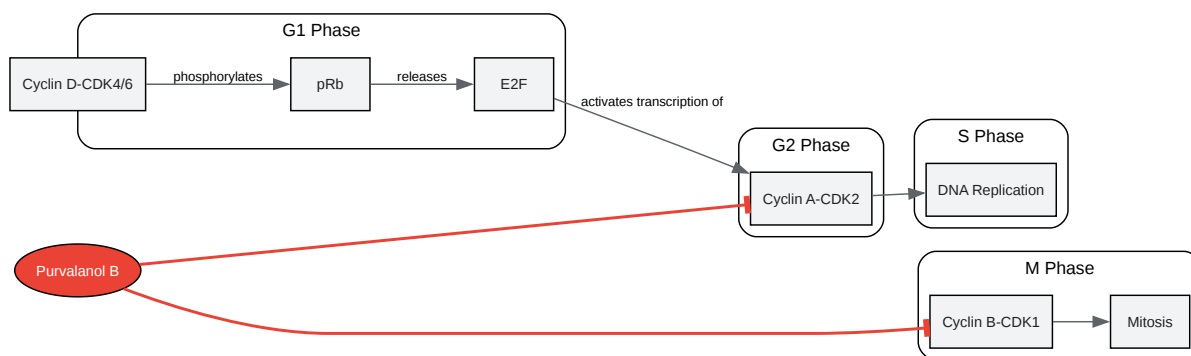 G1 Phase
Cyclin D-CDK4/6
phosphorylates
pRb
releases
E2F
activates transcription of
G2 Phase
Cyclin A-CDK2
S Phase
DNA Replication
Purvalanol B
M Phase
Cyclin B-CDK1
Mitosis